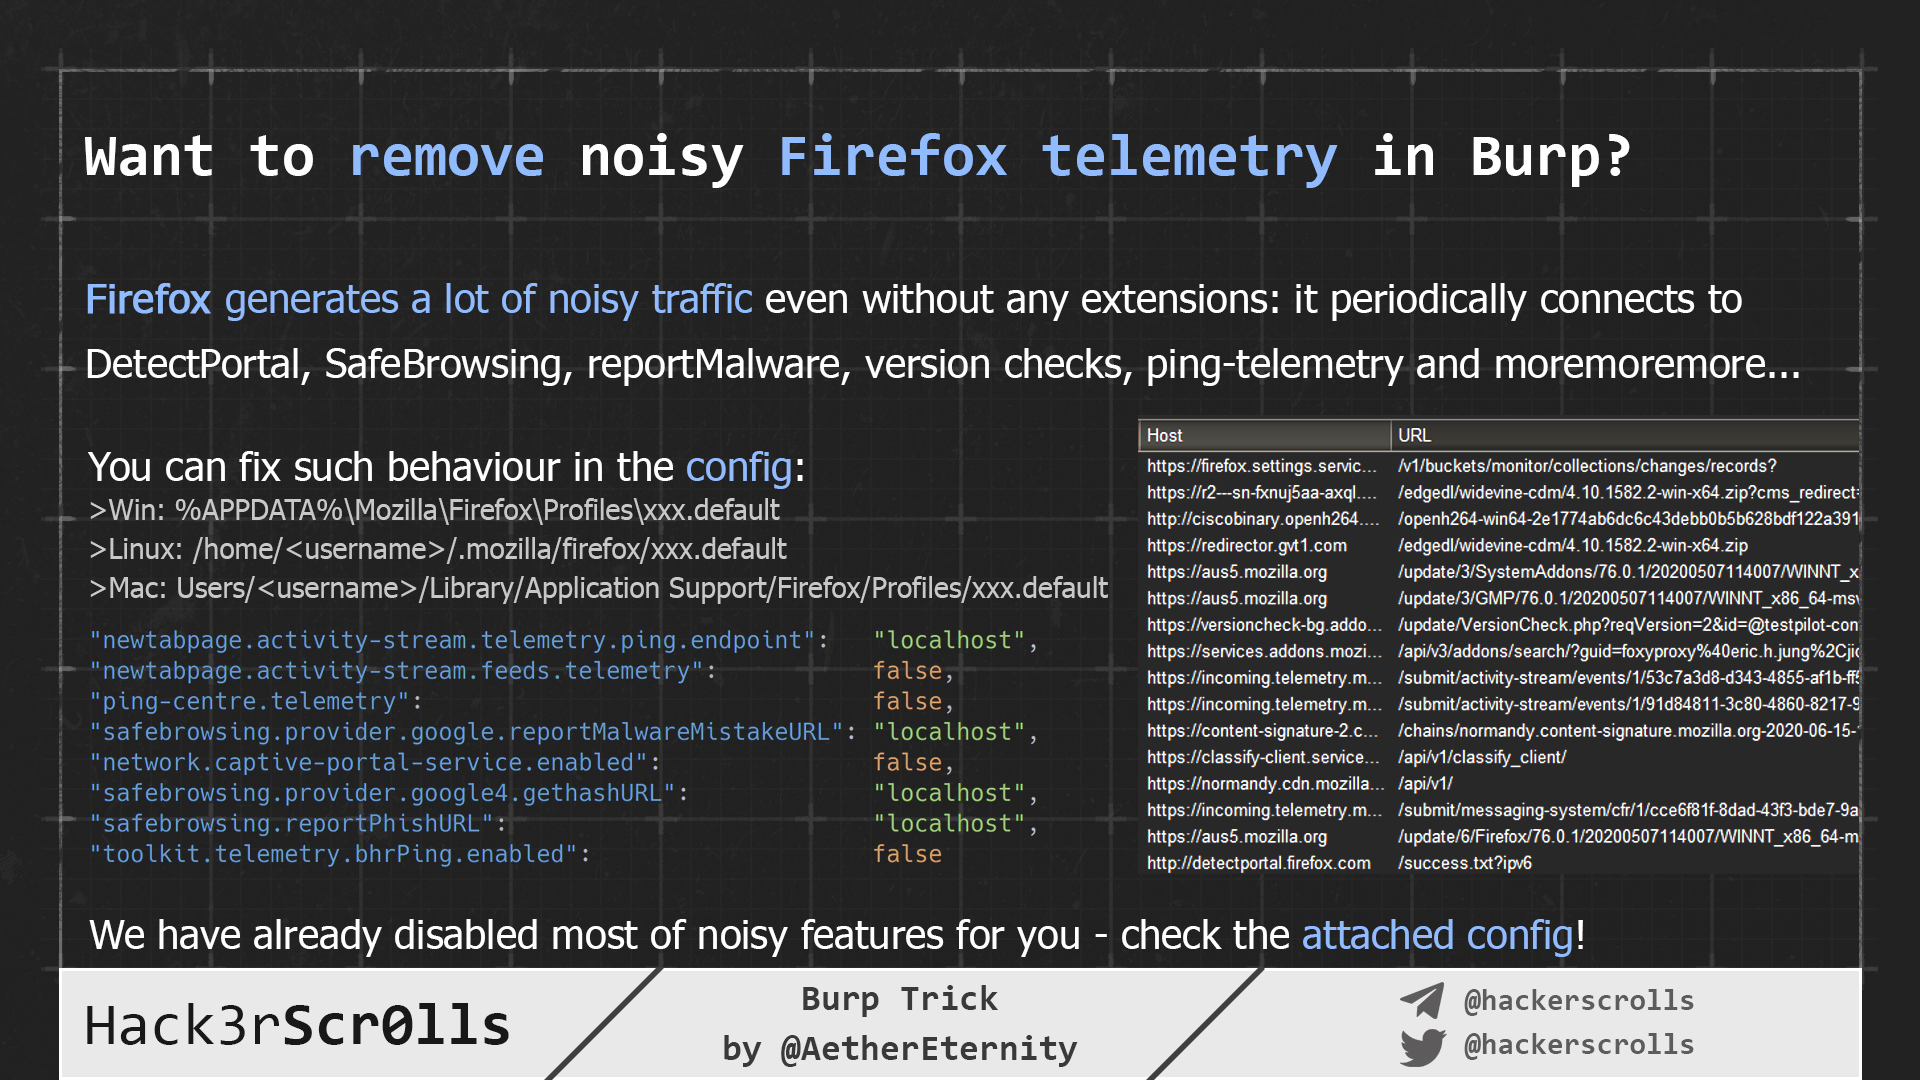 Want to remove noisy Firefox telemetry in Burp?
Firefox generates a lot of noisy traffic even without any extensions: it periodically connects to
DetectPortal, SafeBrowsing, reportMalware, version checks, ping-telemetry and moremoremore...
You can fix such behaviour in the config:
>Win: %APPDATA%\Mozilla\Firefox\Profiles\xxx.default
>Linux: /home/<username>/.mozilla/firefox/xxx.default
>Mac: Users/<username>/Library/Application Support/Firefox/Profiles/xxx.default
"newtabpage.activity-stream.telemetry.ping.endpoint": "localhost",
"newtabpage.activity-stream.feeds.telemetry": false,
"ping-centre.telemetry": false,
"safebrowsing.provider.google.reportMalwareMistakeURL": "localhost",
"network.captive-portal-service.enabled": false,
"safebrowsing.provider.google4.gethashURL": "localhost",
"safebrowsing.reportPhishURL": "localhost",
"toolkit.telemetry.bhrPing.enabled": false
Host URL
https://firefox.settings.servic... /v1/buckets/monitor/collections/changes/records?
https://r2---sn-fxnuj5aa-axql.... /edgedl/widevine-cdm/4.10.1582.2-win-x64.zip?cms_redirect=
http://ciscobinary.openh264.... /openh264-win64-2e1774ab6dc6c43debb0b5b628bdf122a391
https://redirector.gvt1.com /edgedl/widevine-cdm/4.10.1582.2-win-x64.zip
https://aus5.mozilla.org /update/3/SystemAddons/76.0.1/20200507114007/WINNT_x
https://aus5.mozilla.org /update/3/GMP/76.0.1/20200507114007/WINNT_x86_64-msv
https://versioncheck-bg.addo... /update/VersionCheck.php?reqVersion=2&id=@testpilot-con
https://services.addons.mozi... /api/v3/addons/search/?guid=foxyproxy%40eric.h.jung%2Cjic
https://incoming.telemetry.m... /submit/activity-stream/events/1/53c7a3d8-d343-4855-af1b-ff5
https://incoming.telemetry.m... /submit/activity-stream/events/1/91d84811-3c80-4860-8217-9
https://content-signature-2.c... /chains/normandy.content-signature.mozilla.org-2020-06-15-
https://classify-client.service... /api/v1/classify_client/
https://normandy.cdn.mozilla... /api/v1/
https://incoming.telemetry.m... /submit/messaging-system/cfr/1/cce6f81f-8dad-43f3-bde7-9a
https://aus5.mozilla.org /update/6/Firefox/76.0.1/20200507114007/WINNT_x86_64-m
http://detectportal.firefox.com /success.txt?ipv6
We have already disabled most of noisy features for you - check the attached config!
Hack3rScr0lls
Burp Trick
by @AetherEternity
@hackerscrolls
@hackerscrolls